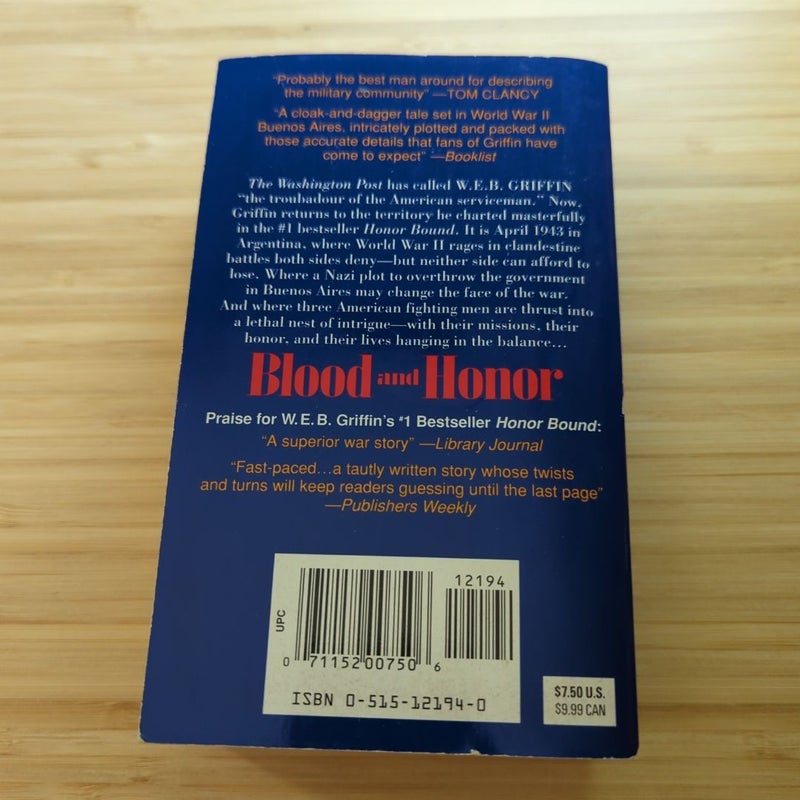 "Probably the best man around for describing
the military community" —TOM CLANCY
"A cloak-and-dagger tale set in World War II
Buenos Aires, intricately plotted and packed with
those accurate details that fans of Griffin have
come to expect" —Booklist
The Washington Post has called W.E.B. GRIFFIN
"the troubadour of the American serviceman." Now,
Griffin returns to the territory he charted masterfully
in the #1 bestseller Honor Bound. It is April 1943 in
Argentina, where World War II rages in clandestine
battles both sides deny—but neither side can afford to
lose. Where a Nazi plot to overthrow the government
in Buenos Aires may change the face of the war.
And where three American fighting men are thrust into
a lethal nest of intrigue—with their missions, their
honor, and their lives hanging in the balance...
Blood and Honor
Praise for W.E.B. Griffin's #1 Bestseller Honor Bound:
"A superior war story" —Library Journal
"Fast-paced...a tautly written story whose twists
and turns will keep readers guessing until the last page"
—Publishers Weekly
12194
UPC
0 71152 00750 6
ISBN 0-515-12194-0
$7.50 U.S.
$9.99 CAN